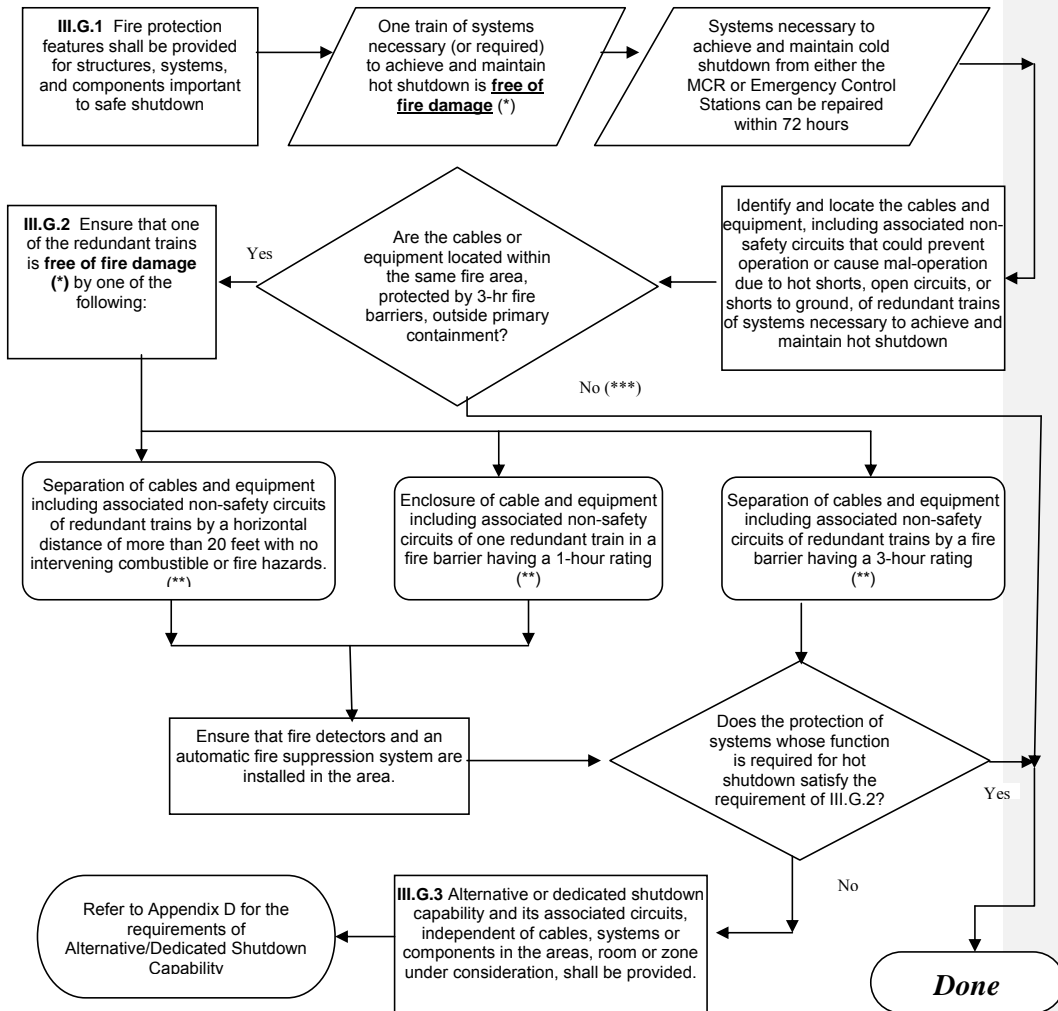 III.G.1 Fire protection
features shall be provided
for structures, systems,
and components important
to safe shutdown
One train of systems
necessary (or required)
to achieve and maintain
hot shutdown is free of
fire damage (*)
Systems necessary to
achieve and maintain cold
shutdown from either the
MCR or Emergency Control
Stations can be repaired
within 72 hours
Identify and locate the cables and
equipment, including associated non-
safety circuits that could prevent
operation or cause mal-operation
due to hot shorts, open circuits, or
shorts to ground, of redundant trains
of systems necessary to achieve and
maintain hot shutdown
Are the cables or
equipment located within
the same fire area,
protected by 3-hr fire
barriers, outside primary
containment?
Yes
III.G.2 Ensure that one
of the redundant trains
is free of fire damage
(*) by one of the
following:
No (***)
Separation of cables and equipment
including associated non-safety circuits
of redundant trains by a horizontal
distance of more than 20 feet with no
intervening combustible or fire hazards.
(**)
Enclosure of cable and equipment
including associated non-safety
circuits of one redundant train in a
fire barrier having a 1-hour rating
(**)
Separation of cables and equipment
including associated non-safety
circuits of redundant trains by a fire
barrier having a 3-hour rating
(**)
Ensure that fire detectors and an
automatic fire suppression system are
installed in the area.
Does the protection of
systems whose function
is required for hot
shutdown satisfy the
requirement of III.G.2?
Yes
No
III.G.3 Alternative or dedicated shutdown
capability and its associated circuits,
independent of cables, systems or
components in the areas, room or zone
under consideration, shall be provided.
Refer to Appendix D for the
requirements of
Alternative/Dedicated Shutdown
Capability
Done